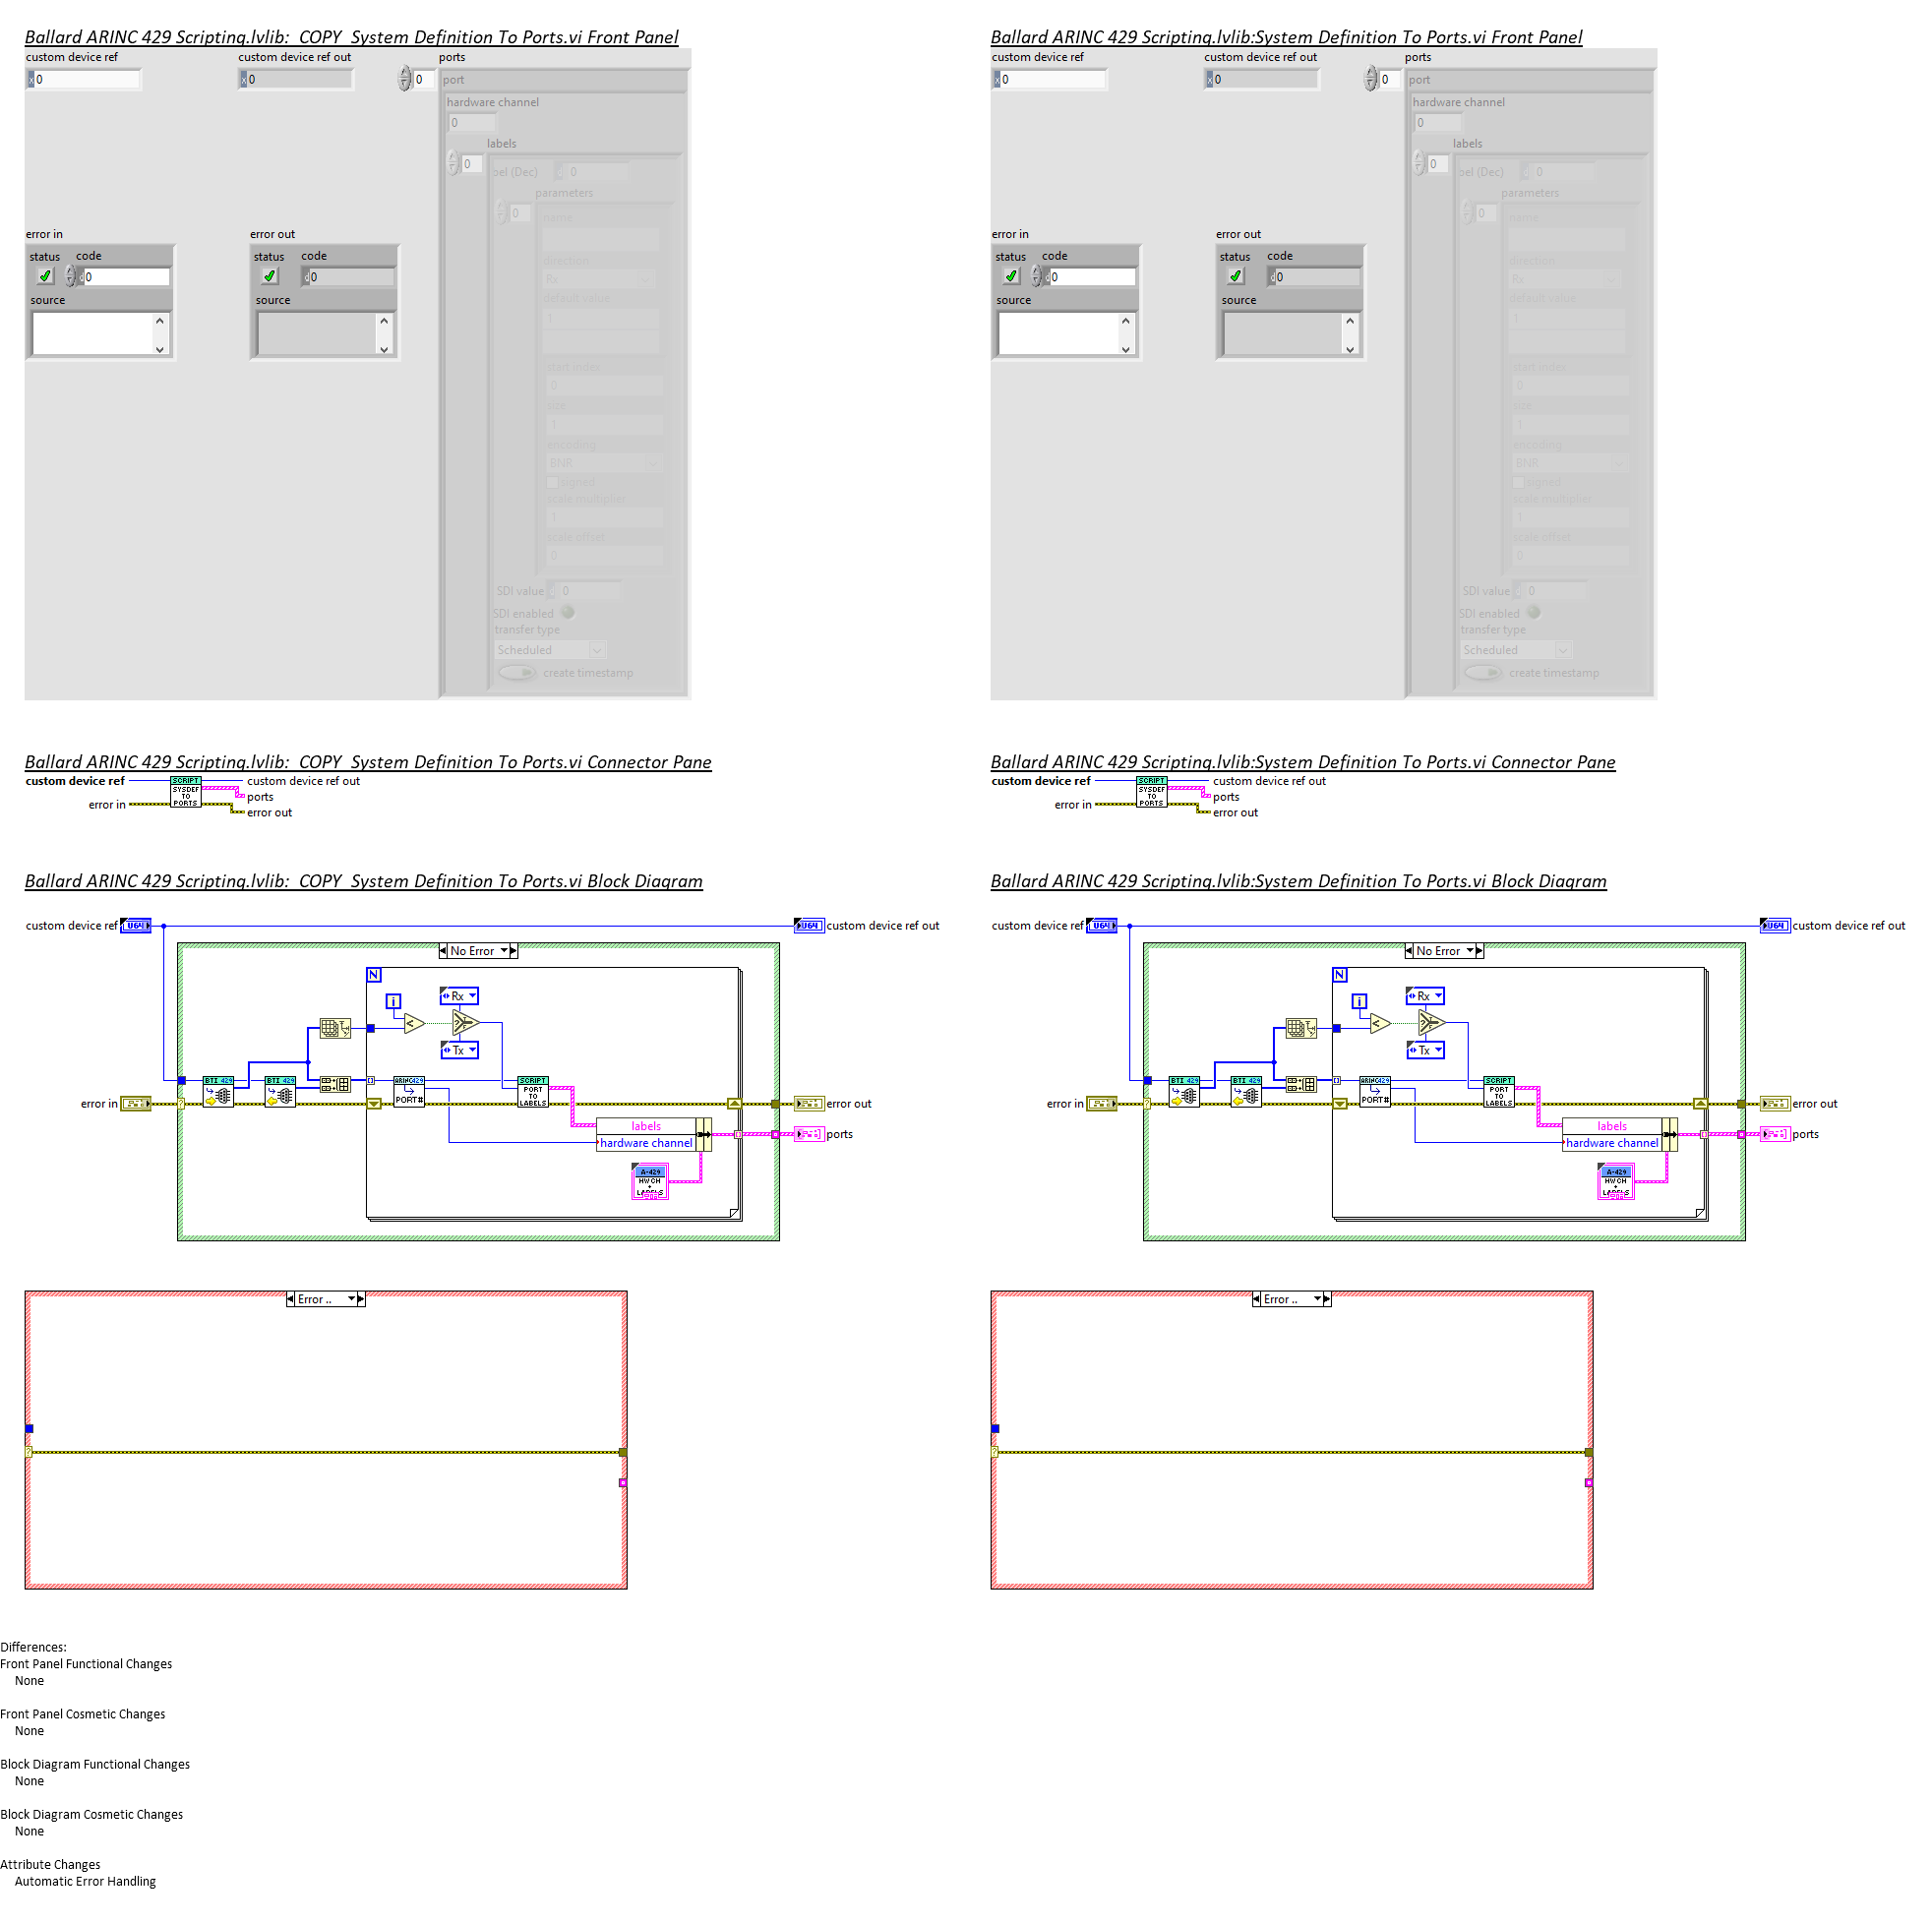 Ballard ARINC 429 Scripting.lvlib:_COPY_System Definition To Ports.vi Front Panel
custom device ref
custom device ref out
ports
x 0
x 0
0
port
hardware channel
0
labels
0
bel (Dec)
d 0
parameters
0
name
error in
error out
direction
status
code
status
code
Rx
d 0
d 0
default value
source
source
1
start index
0
size
1
encoding
BNR
signed
scale multiplier
1
scale offset
0
SDI value
d 0
SDI enabled
transfer type
Scheduled
create timestamp
Ballard ARINC 429 Scripting.lvlib:System Definition To Ports.vi Front Panel
custom device ref
custom device ref out
ports
x 0
x 0
0
port
hardware channel
0
labels
0
bel (Dec)
d 0
parameters
0
name
error in
error out
direction
status
code
status
code
Rx
d 0
d 0
default value
source
source
1
start index
0
size
1
encoding
BNR
signed
scale multiplier
1
scale offset
0
SDI value
d 0
SDI enabled
transfer type
Scheduled
create timestamp
Ballard ARINC 429 Scripting.lvlib:_COPY_System Definition To Ports.vi Connector Pane
custom device ref
SCRIPT
SYSDEF
TO
PORTS
custom device ref out
ports
error in
error out
Ballard ARINC 429 Scripting.lvlib:System Definition To Ports.vi Connector Pane
custom device ref
SCRIPT
SYSDEF
TO
PORTS
custom device ref out
ports
error in
error out
Ballard ARINC 429 Scripting.lvlib:_COPY_System Definition To Ports.vi Block Diagram
custom device ref
U64
U64
custom device ref out
No Error
N
i
Rx
<
T
?
F
Tx
BTI 429
BTI 429
ARINC429
PORT#
SCRIPT
PORT
TO
LABELS
error in
error out
labels
hardware channel
ports
A-429
HW CH
+
LABELS
Error ..
Ballard ARINC 429 Scripting.lvlib:System Definition To Ports.vi Block Diagram
custom device ref
U64
U64
custom device ref out
No Error
N
i
Rx
<
T
?
F
Tx
BTI 429
BTI 429
ARINC429
PORT#
SCRIPT
PORT
TO
LABELS
error in
error out
labels
hardware channel
ports
A-429
HW CH
+
LABELS
Error ..
Differences:
Front Panel Functional Changes
None
Front Panel Cosmetic Changes
None
Block Diagram Functional Changes
None
Block Diagram Cosmetic Changes
None
Attribute Changes
Automatic Error Handling